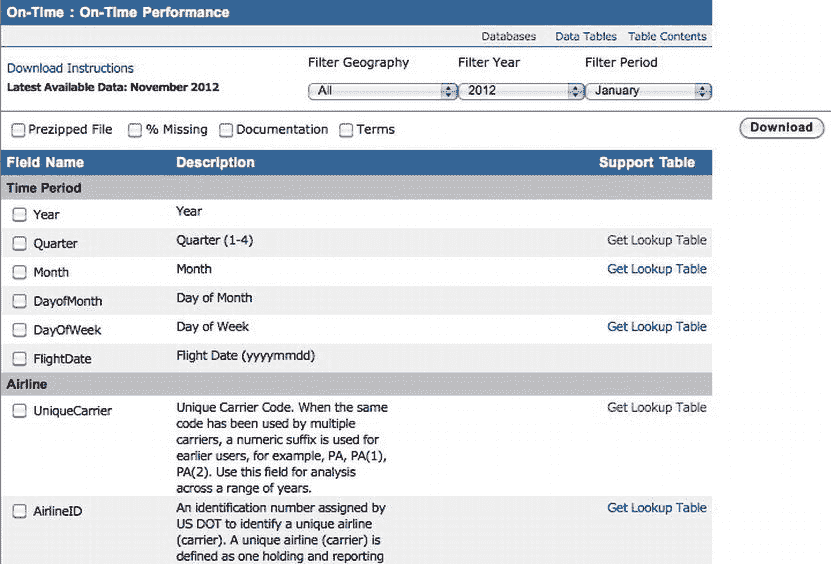 On-Time : On-Time Performance
Databases Data Tables Table Contents
Download Instructions
Latest Available Data: November 2012
Filter Geography Filter Year Filter Period
All 2012 January
Prezipped File % Missing Documentation Terms Download
Field Name Description Support Table
Time Period
Year Year
Quarter Quarter (1-4) Get Lookup Table
Month Month Get Lookup Table
DayofMonth Day of Month
DayOfWeek Day of Week Get Lookup Table
FlightDate Flight Date (yyyymmdd)
Airline
UniqueCarrier Unique Carrier Code. When the same Get Lookup Table
code has been used by multiple
carriers, a numeric suffix is used for
earlier users, for example, PA, PA(1),
PA(2). Use this field for analysis
across a range of years.
AirlineID An identification number assigned by Get Lookup Table
US DOT to identify a unique airline
(carrier). A unique airline (carrier) is
defined as one holding and reporting